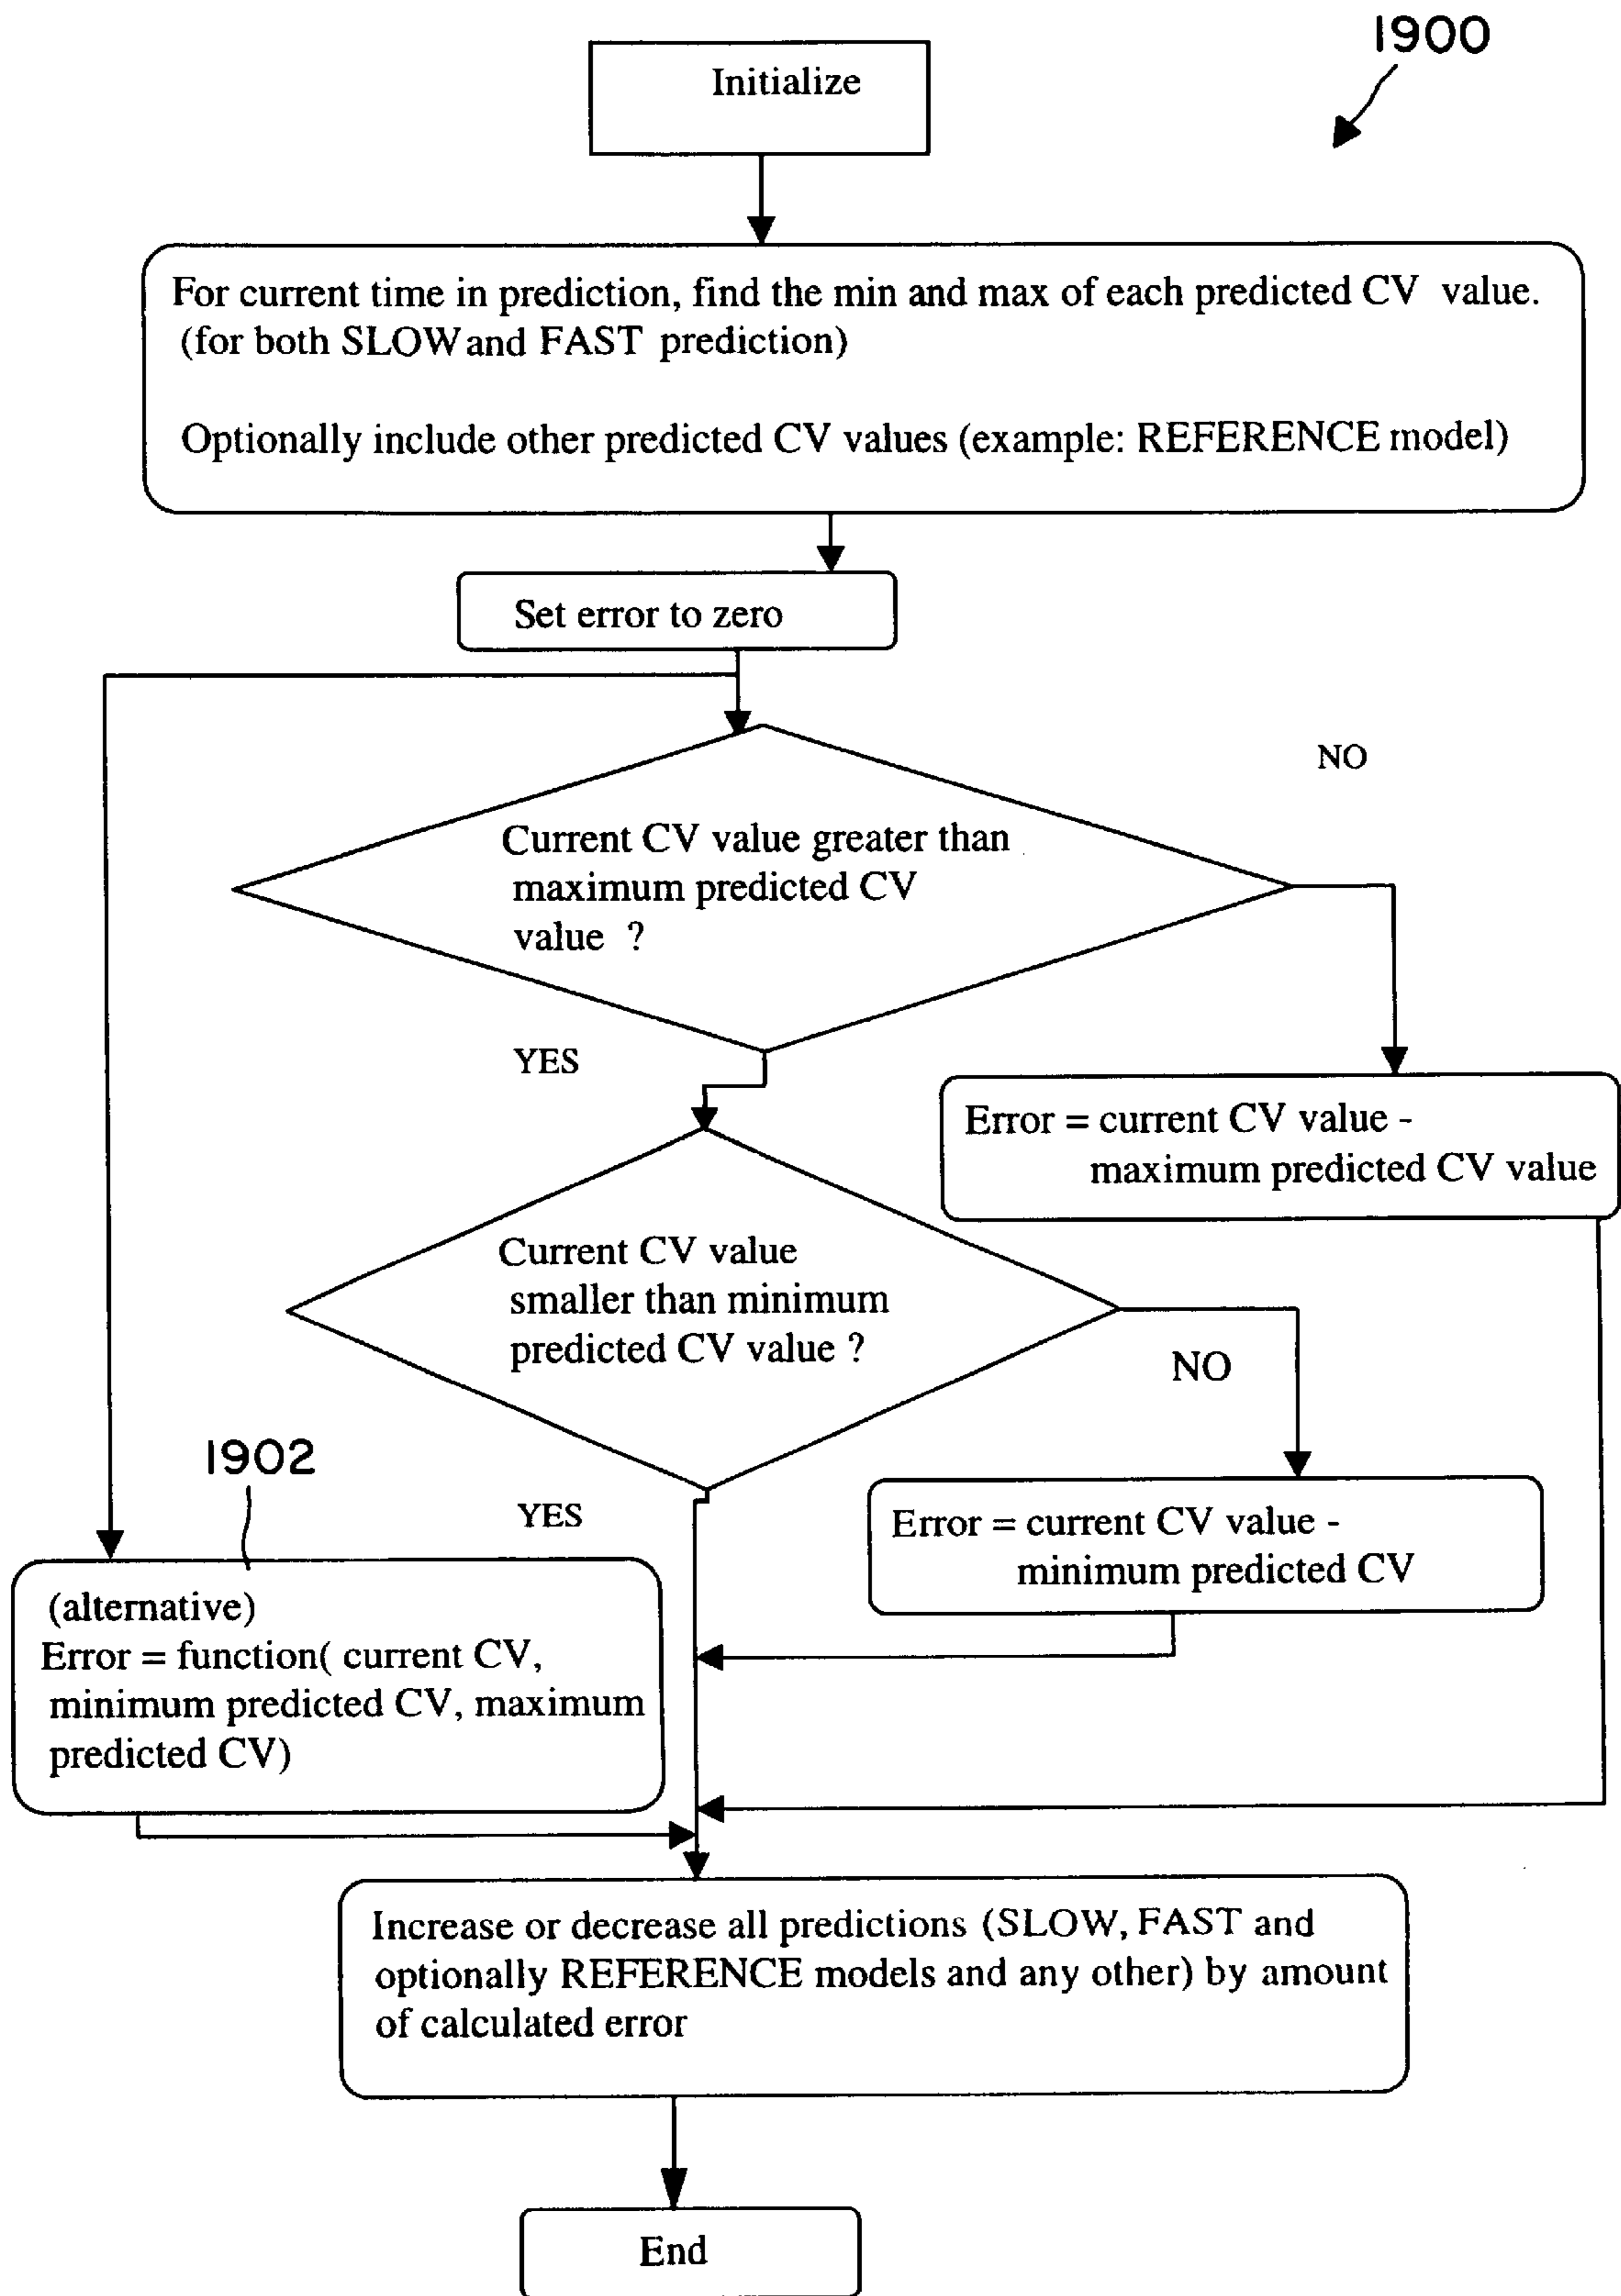 1900
Initialize
For current time in prediction, find the min and max of each predicted CV value.
(for both SLOW and FAST prediction)
Optionally include other predicted CV values (example: REFERENCE model)
Set error to zero
NO
Current CV value greater than
maximum predicted CV
value ?
YES
Error = current CV value -
maximum predicted CV value
Current CV value
smaller than minimum
predicted CV value ?
NO
1902
YES
Error = current CV value -
minimum predicted CV
(alternative)
Error = function( current CV,
minimum predicted CV, maximum
predicted CV)
Increase or decrease all predictions (SLOW, FAST and
optionally REFERENCE models and any other) by amount
of calculated error
End